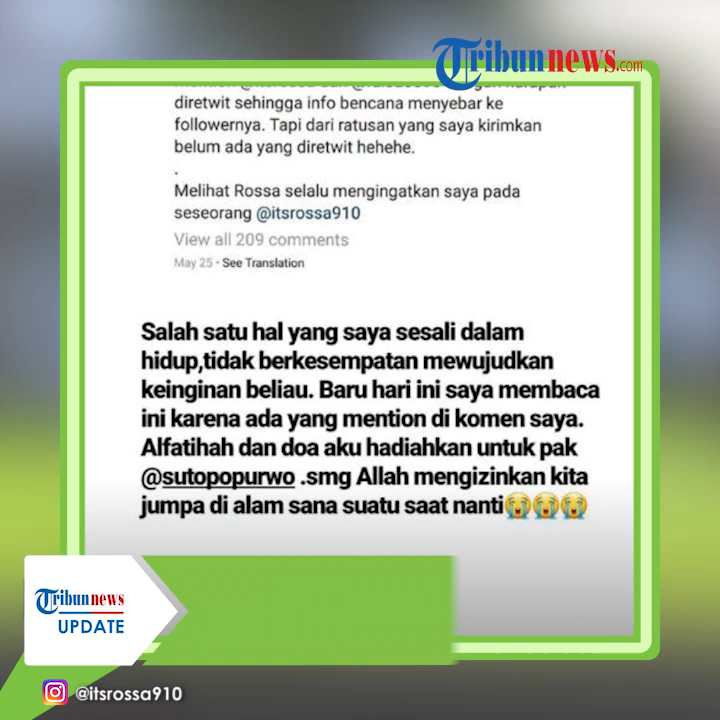 Tribunnews.com
diretwit sehingga info bencana menyebar ke
followernya. Tapi dari ratusan yang saya kirimkan
belum ada yang diretwit hehehe.
.
Melihat Rossa selalu mengingatkan saya pada
seseorang @itsrossa910
View all 209 comments
May 25 • See Translation
Salah satu hal yang saya sesali dalam
hidup,tidak berkesempatan mewujudkan
keinginan beliau. Baru hari ini saya membaca
ini karena ada yang mention di komen saya.
Alfatihah dan doa aku hadiahkan untuk pak
@sutopopurwo .smg Allah mengizinkan kita
jumpa di alam sana suatu saat nanti😭😭😭
Tribunnews
UPDATE
@itsrossa910